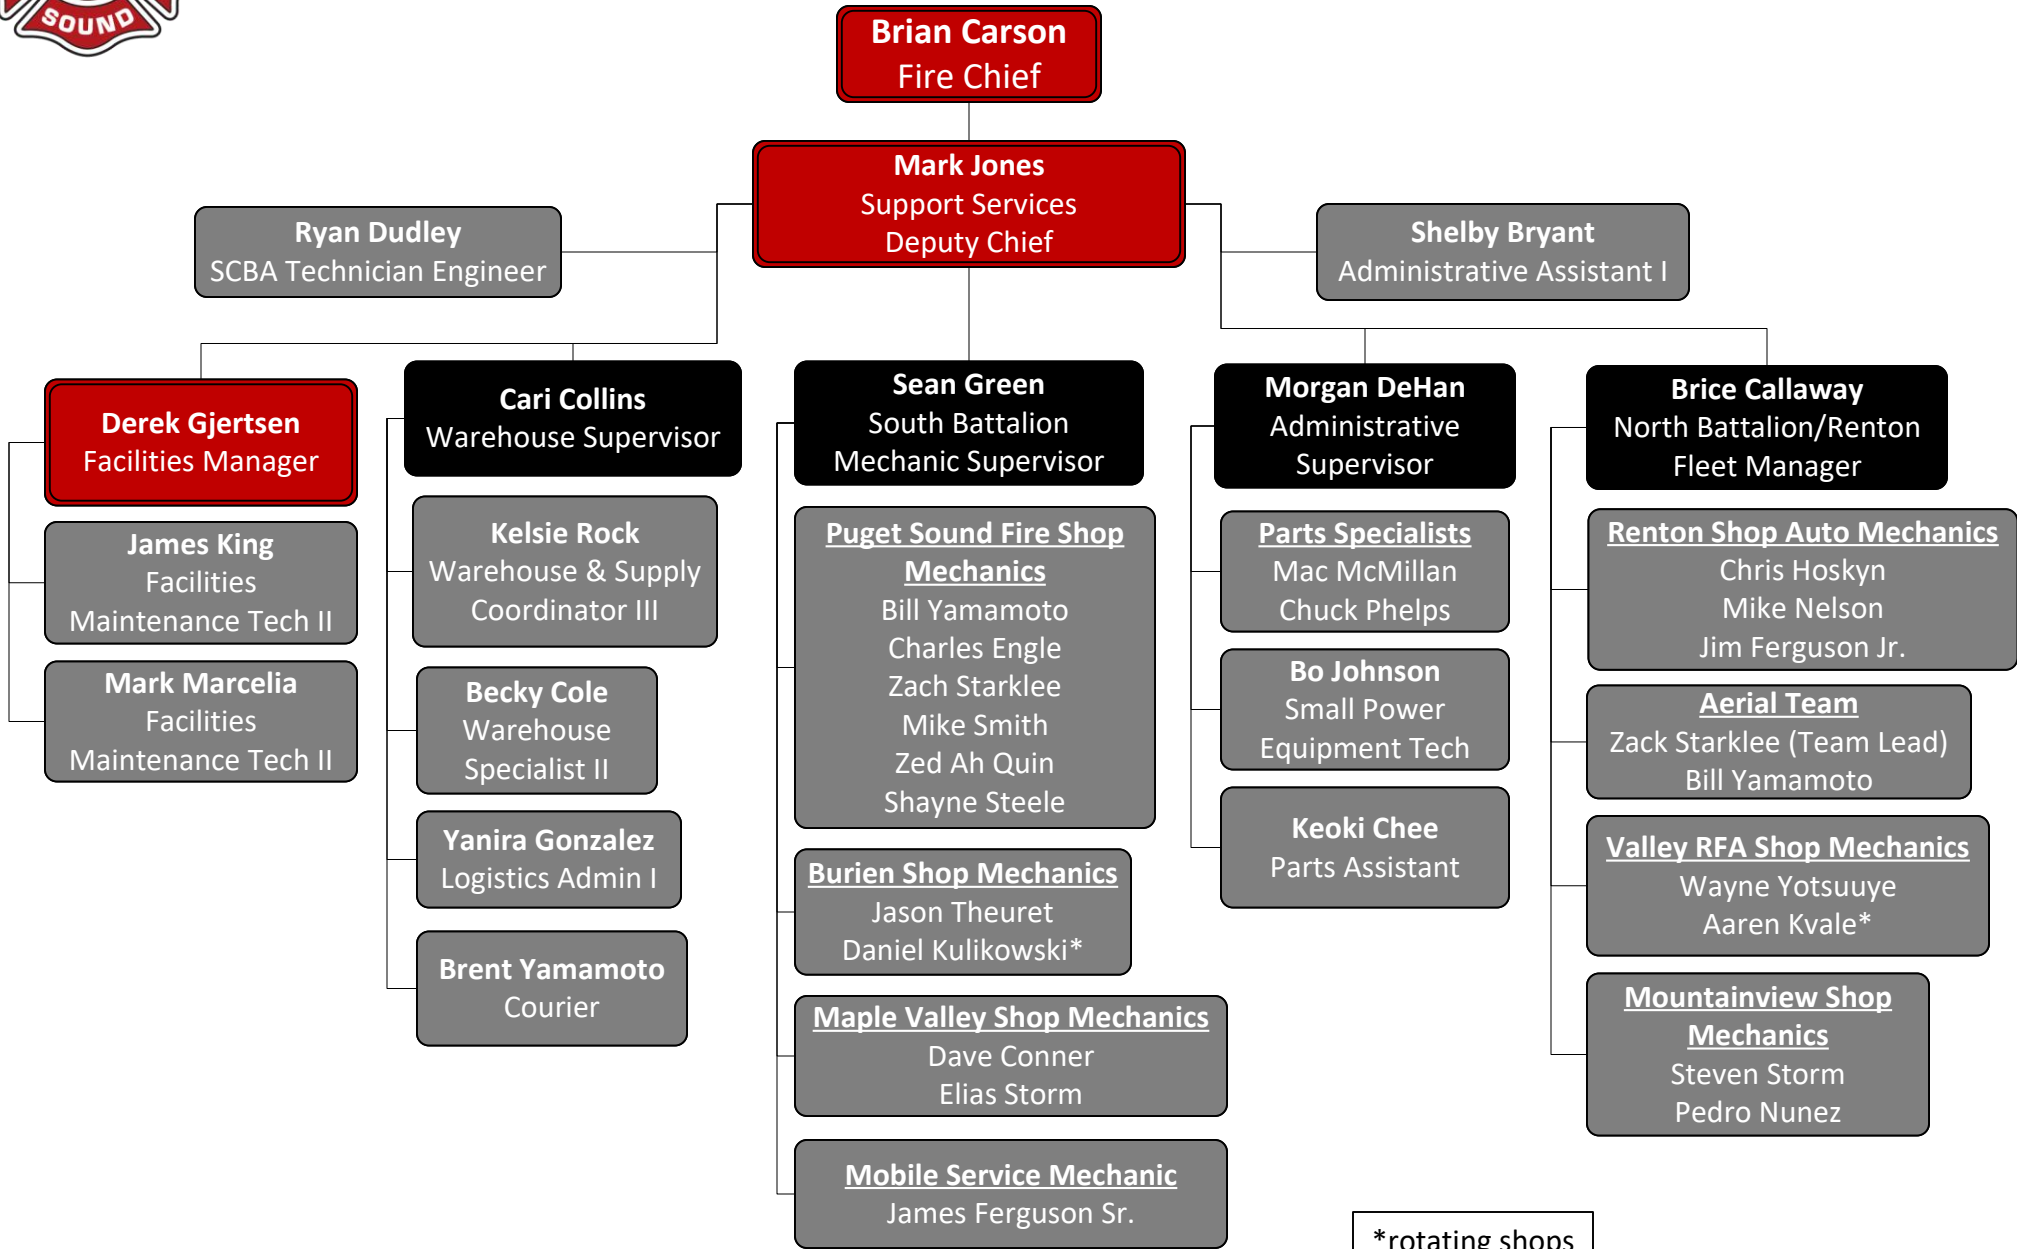 SOUND
Brian Carson
Fire Chief
Mark Jones
Support Services
Deputy Chief
Ryan Dudley
SCBA Technician Engineer
Shelby Bryant
Administrative Assistant I
Derek Gjertsen
Facilities Manager
James King
Facilities
Maintenance Tech II
Mark Marcelia
Facilities
Maintenance Tech II
Cari Collins
Warehouse Supervisor
Kelsie Rock
Warehouse & Supply
Coordinator III
Becky Cole
Warehouse
Specialist II
Yanira Gonzalez
Logistics Admin I
Brent Yamamoto
Courier
Sean Green
South Battalion
Mechanic Supervisor
Puget Sound Fire Shop
Mechanics
Bill Yamamoto
Charles Engle
Zach Starklee
Mike Smith
Zed Ah Quin
Shayne Steele
Burien Shop Mechanics
Jason Theuret
Daniel Kulikowski*
Maple Valley Shop Mechanics
Dave Conner
Elias Storm
Mobile Service Mechanic
James Ferguson Sr.
Morgan DeHan
Administrative
Supervisor
Parts Specialists
Mac McMillan
Chuck Phelps
Bo Johnson
Small Power
Equipment Tech
Keoki Chee
Parts Assistant
Brice Callaway
North Battalion/Renton
Fleet Manager
Renton Shop Auto Mechanics
Chris Hoskyn
Mike Nelson
Jim Ferguson Jr.
Aerial Team
Zack Starklee (Team Lead)
Bill Yamamoto
Valley RFA Shop Mechanics
Wayne Yotsuuye
Aaren Kvale*
Mountainview Shop
Mechanics
Steven Storm
Pedro Nunez
*rotating shops